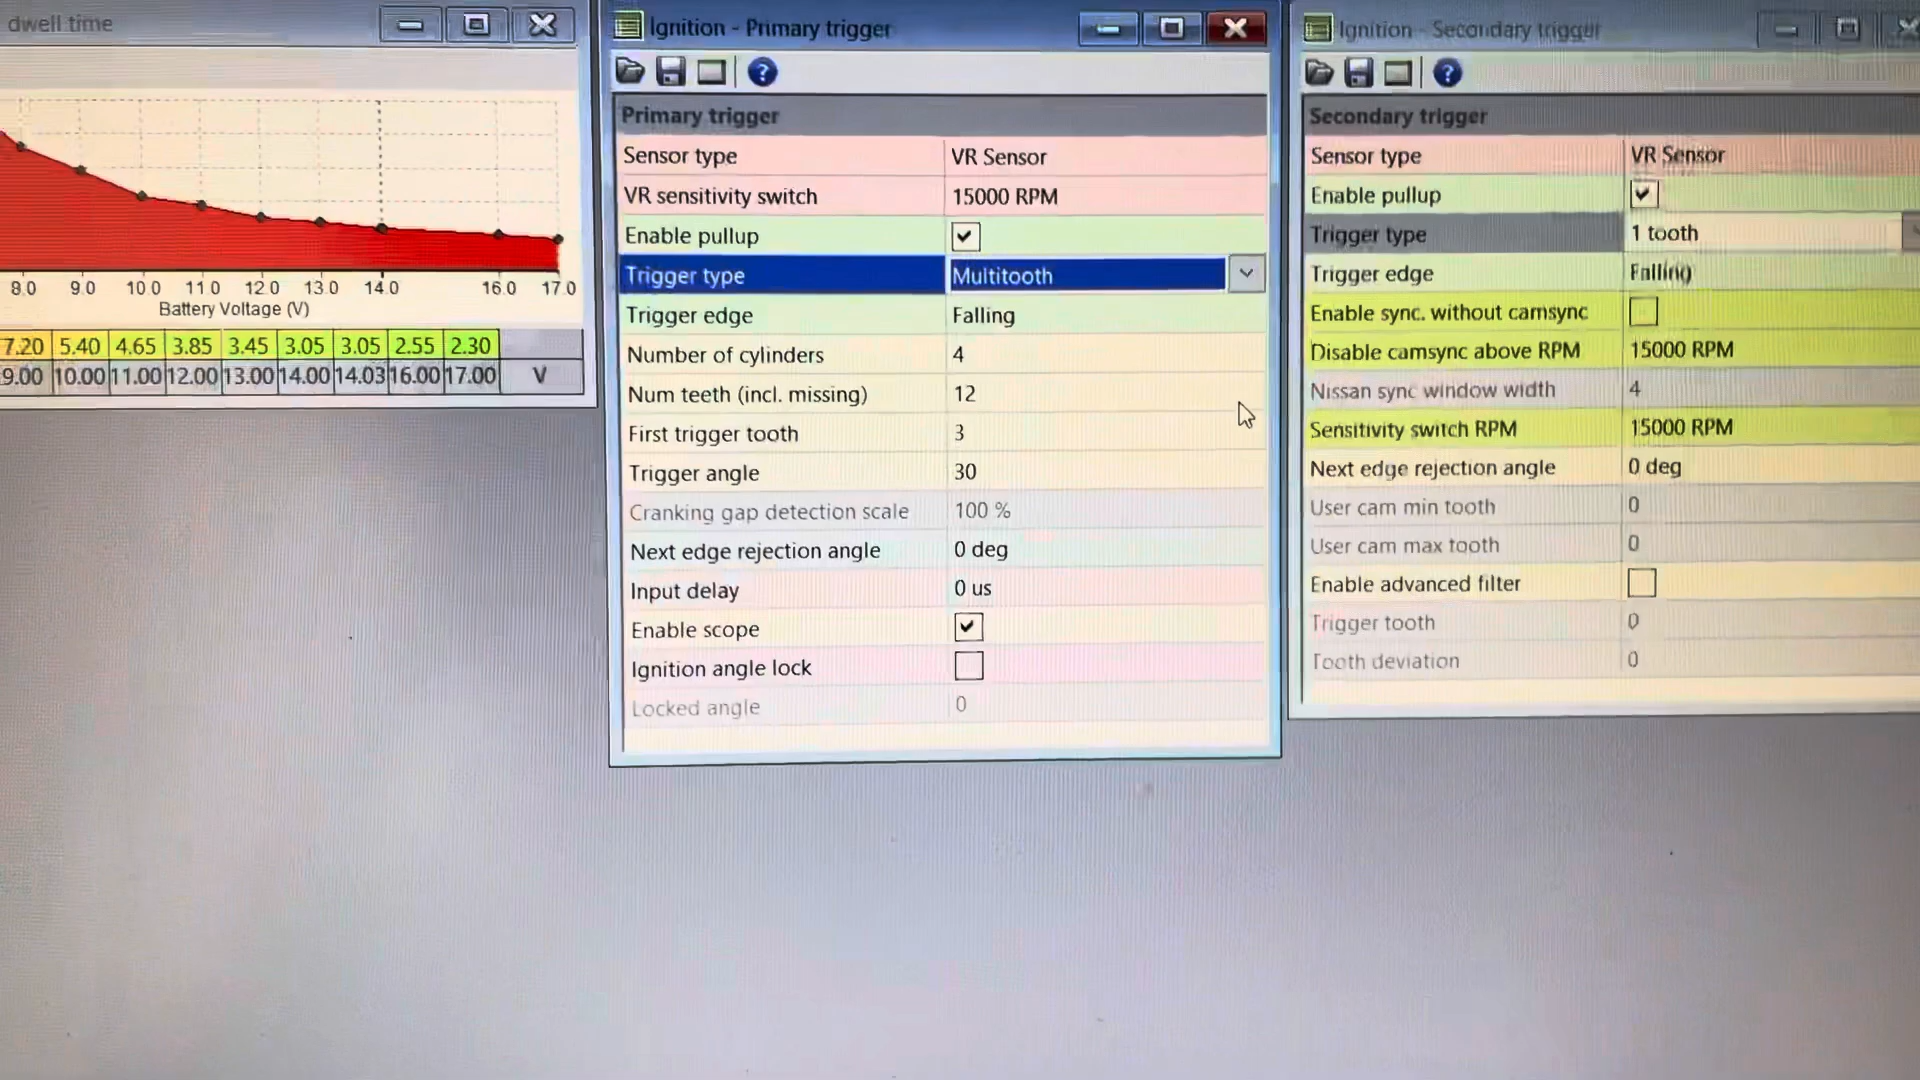 dwell time
8.0 9.0 10.0 11.0 12.0 13.0 14.0 16.0 17.0
Battery Voltage (V)
7.20 5.40 4.65 3.85 3.45 3.05 3.05 2.55 2.30
9.00 10.00 11.00 12.00 13.00 14.00 14.03 16.00 17.00 V
Ignition - Primary trigger
Primary trigger
Sensor type VR Sensor
VR sensitivity switch 15000 RPM
Enable pullup
Trigger type Multitooth
Trigger edge Falling
Number of cylinders 4
Num teeth (incl. missing) 12
First trigger tooth 3
Trigger angle 30
Cranking gap detection scale 100 %
Next edge rejection angle 0 deg
Input delay 0 us
Enable scope
Ignition angle lock
Locked angle 0
Ignition - Secondary trigger
Secondary trigger
Sensor type VR Sensor
Enable pullup
Trigger type 1 tooth
Trigger edge Falling
Enable sync. without camsync
Disable camsync above RPM 15000 RPM
Nissan sync window width 4
Sensitivity switch RPM 15000 RPM
Next edge rejection angle 0 deg
User cam min tooth 0
User cam max tooth 0
Enable advanced filter
Trigger tooth 0
Tooth deviation 0